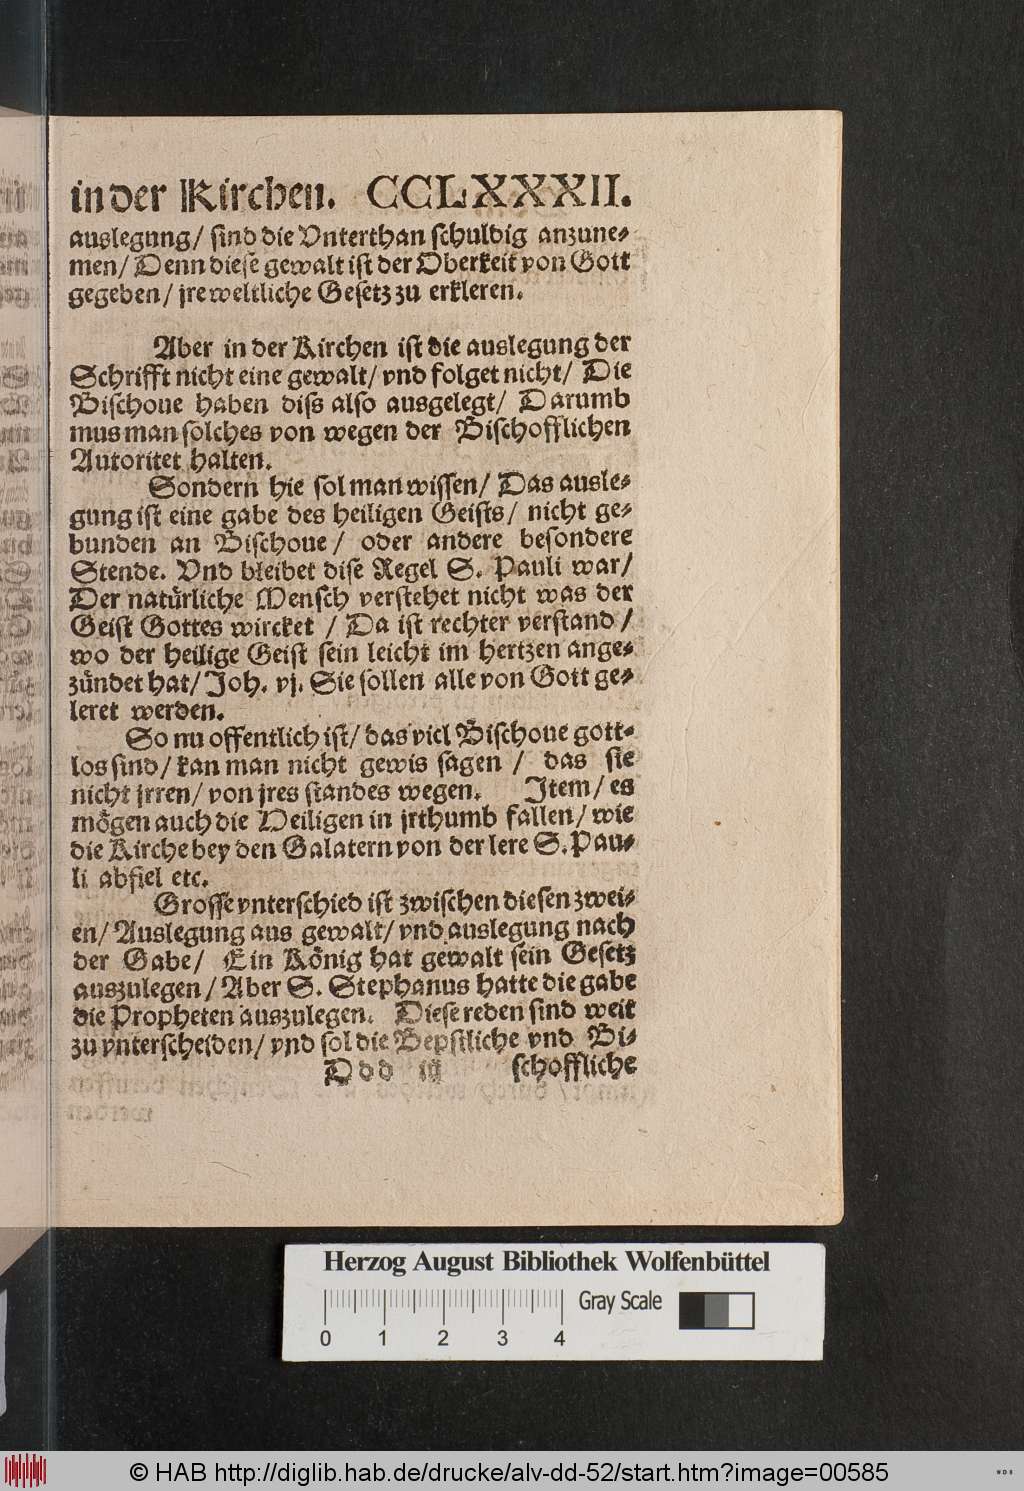 in der Kirchen. CCLXXXII.
auslegung/ sind die Vnterthan schuldig anzune⸗
men/ Denn diese gewalt ist der Oberkeit von Gott
gegeben/ jre weltliche Gesetz zu erkleren.
Aber in der Kirchen ist die auslegung der
Schrifft nicht eine gewalt/ vnd folget nicht/ Die
Bischoue haben diss also ausgelegt/ Darumb
mus man solches von wegen der Bischofflichen
Autoritet halten.
Sondern hie sol man wissen/ Das ausle⸗
gung ist eine gabe des heiligen Geists/ nicht ge⸗
bunden an Bischoue/ oder andere besondere
Stende. Vnd bleibet dise Regel S. Pauli war/
Der natürliche Mensch verstehet nicht was der
Geist Gottes wircket / Da ist rechter verstand /
wo der heilige Geist sein leicht im hertzen ange⸗
zündet hat/ Joh. vj. Sie sollen alle von Gott ge⸗
leret werden.
So nu offentlich ist/ das viel Bischoue gott⸗
los sind/ kan man nicht gewis sagen / das sie
nicht jrren/ von jres standes wegen. Item/ es
mögen auch die Heiligen in jrthumb fallen/ wie
die Kirche bey den Galatern von der lere S. Pau⸗
li abfiel etc.
Grosse vnterschied ist zwischen diesen zwei⸗
en/ Auslegung aus gewalt/ vnd auslegung nach
der Gabe/ Ein König hat gewalt sein Gesetz
auszulegen/ Aber S. Stephanus hatte die gabe
die Propheten auszulegen. Diese reden sind weit
zu vnterscheiden/ vnd sol die Bepstliche vnd Bi⸗
Ddd ij schoffliche
Herzog August Bibliothek Wolfenbüttel
Gray Scale
0 1 2 3 4
© HAB http://diglib.hab.de/drucke/alv-dd-52/start.htm?image=00585